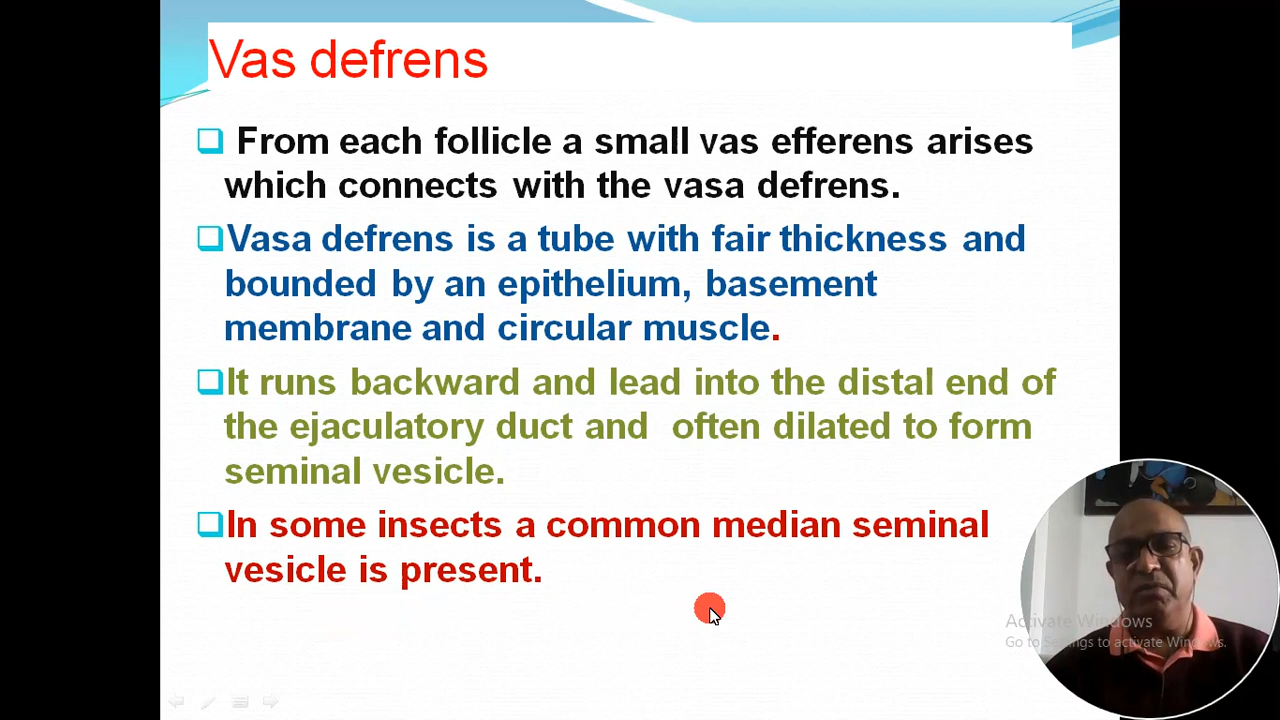 Vas defrens
From each follicle a small vas efferens arises
which connects with the vasa defrens.
Vasa defrens is a tube with fair thickness and
bounded by an epithelium, basement
membrane and circular muscle.
It runs backward and lead into the distal end of
the ejaculatory duct and often dilated to form
seminal vesicle.
In some insects a common median seminal
vesicle is present.
Activate Windows
Go to Settings to activate Windows.